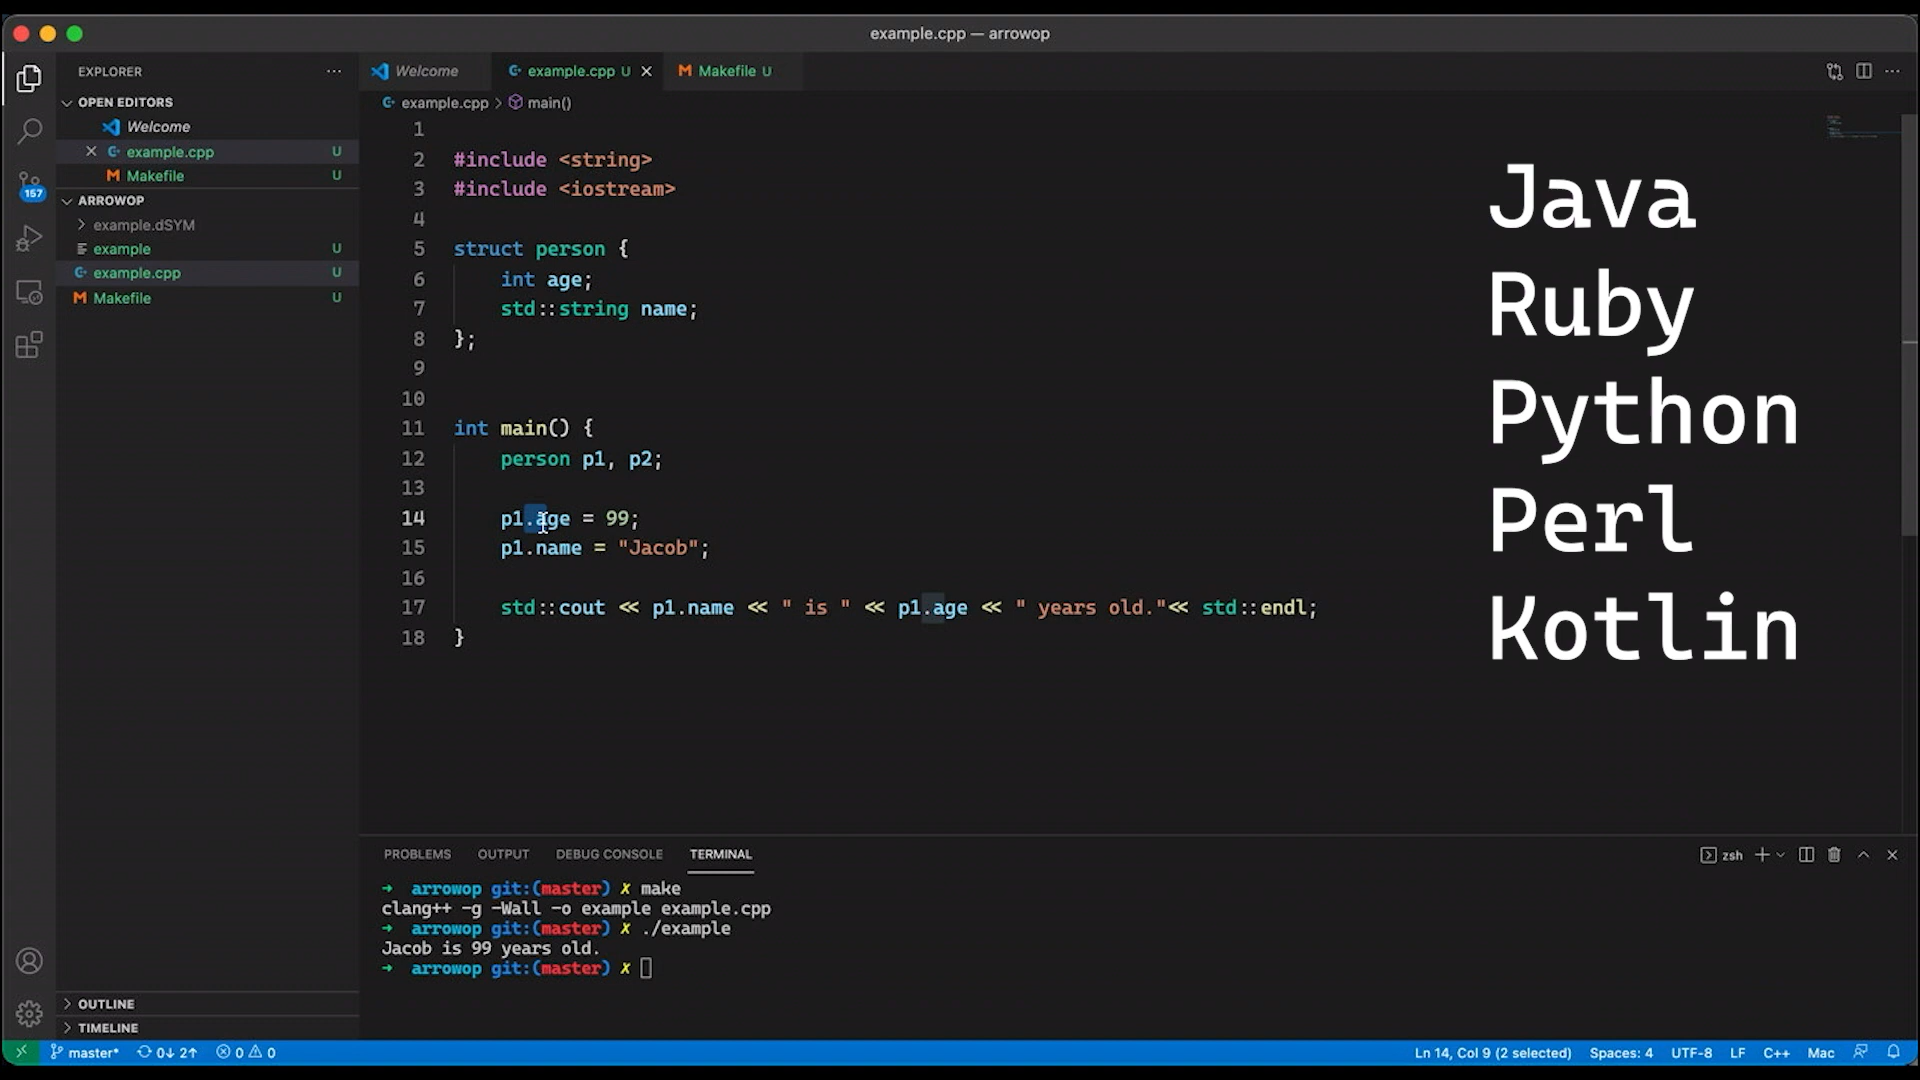 example.cpp — arrowop
EXPLORER
Welcome
example.cpp U
Makefile U
OPEN EDITORS
Welcome
example.cpp U
Makefile U
157
ARROWOP
example.dSYM
example U
example.cpp U
Makefile U
example.cpp > main()
1
2 #include <string>
3 #include <iostream>
4
5 struct person {
6 int age;
7 std::string name;
8 };
9
10
11 int main() {
12 person p1, p2;
13
14 p1.age = 99;
15 p1.name = "Jacob";
16
17 std::cout << p1.name << " is " << p1.age << " years old."<< std::endl;
18 }
Java
Ruby
Python
Perl
Kotlin
PROBLEMS OUTPUT DEBUG CONSOLE TERMINAL
zsh
→ arrowop git:(master) ✗ make
clang++ -g -Wall -o example example.cpp
→ arrowop git:(master) ✗ ./example
Jacob is 99 years old.
→ arrowop git:(master) ✗
OUTLINE
TIMELINE
master* 0↓ 2↑ 0 0
Ln 14, Col 9 (2 selected) Spaces: 4 UTF-8 LF C++ Mac